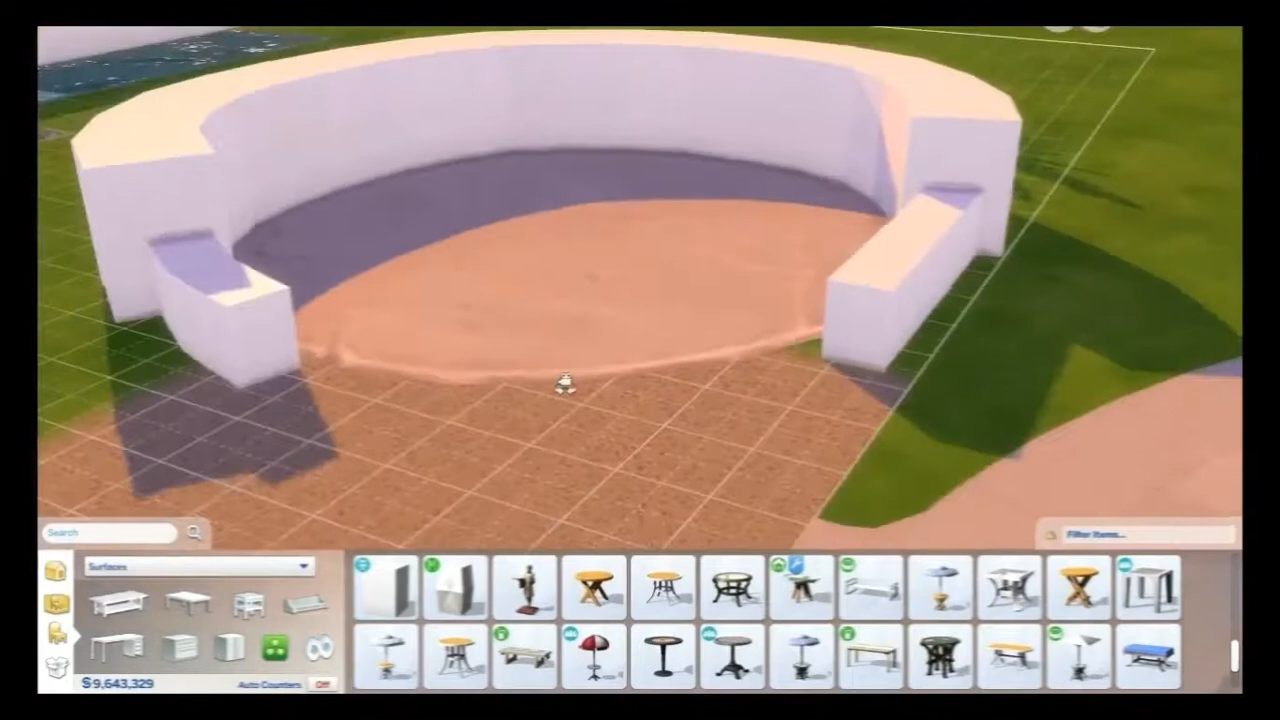 Search
Filter Items...
Surfaces
§9,643,329
Auto Counters
Off